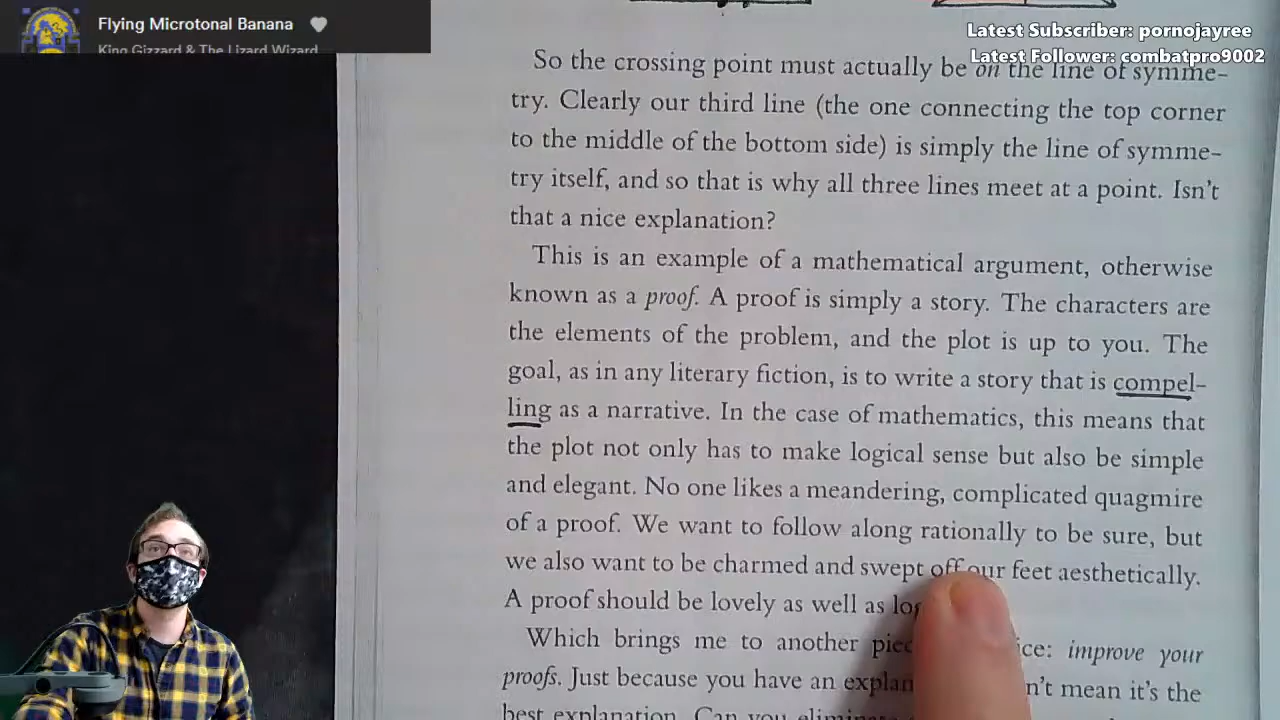 Flying Microtonal Banana
King Gizzard & The Lizard Wizard
Latest Subscriber: pornojayree
Latest Follower: combatpro9002
So the crossing point must actually be on the line of symme-
try. Clearly our third line (the one connecting the top corner
to the middle of the bottom side) is simply the line of symme-
try itself, and so that is why all three lines meet at a point. Isn't
that a nice explanation?
This is an example of a mathematical argument, otherwise
known as a proof. A proof is simply a story. The characters are
the elements of the problem, and the plot is up to you. The
goal, as in any literary fiction, is to write a story that is compel-
ling as a narrative. In the case of mathematics, this means that
the plot not only has to make logical sense but also be simple
and elegant. No one likes a meandering, complicated quagmire
of a proof. We want to follow along rationally to be sure, but
we also want to be charmed and swept off our feet aesthetically.
A proof should be lovely as well as
Which brings me to another improve your
proofs. Just because you have an mean it's the
best explanation. Can you